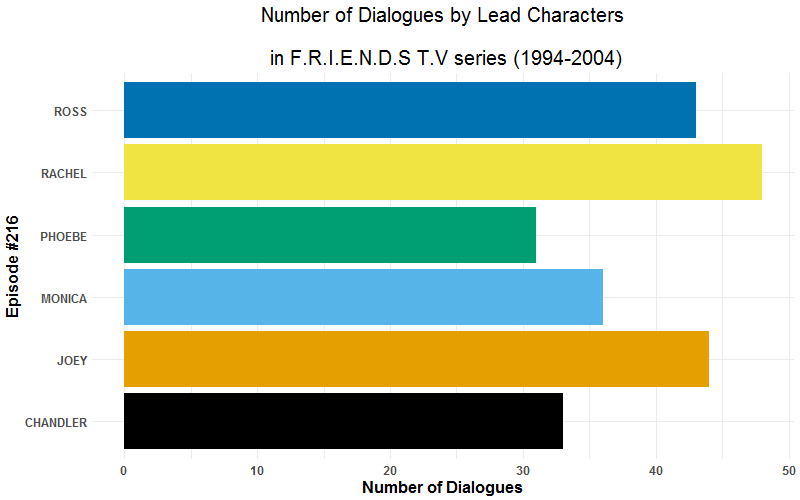 Number of Dialogues by Lead Characters
in F.R.I.E.N.D.S T.V series (1994-2004)
Episode #216
ROSS
RACHEL
PHOEBE
MONICA
JOEY
CHANDLER
0 10 20 30 40 50
Number of Dialogues